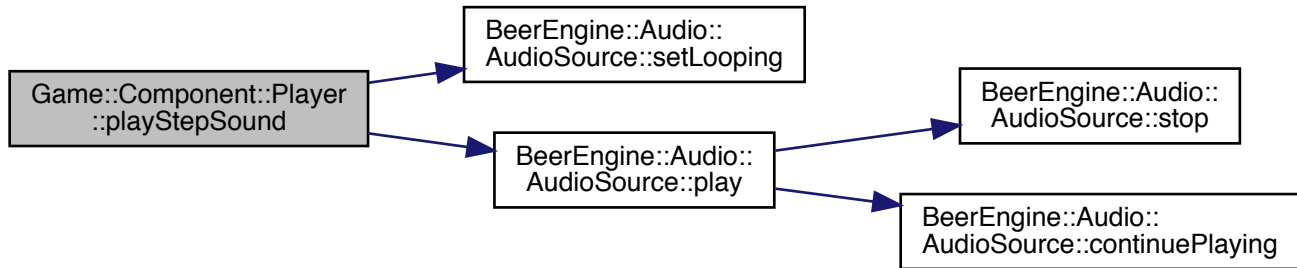 Game::Component::Player
::playStepSound
BeerEngine::Audio::
AudioSource::setLooping
BeerEngine::Audio::
AudioSource::play
BeerEngine::Audio::
AudioSource::stop
BeerEngine::Audio::
AudioSource::continuePlaying